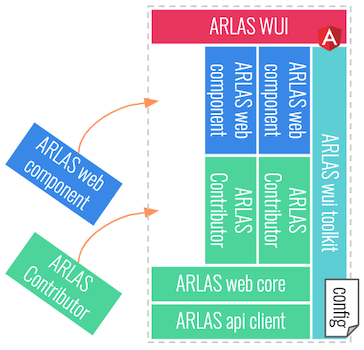 ARLAS WUI
A
ARLAS web
component
ARLAS web
component
ARLAS web
component
ARLAS
Contributor
ARLAS
Contributor
ARLAS
Contributor
ARLAS wui toolkit
ARLAS web core
ARLAS api client
config